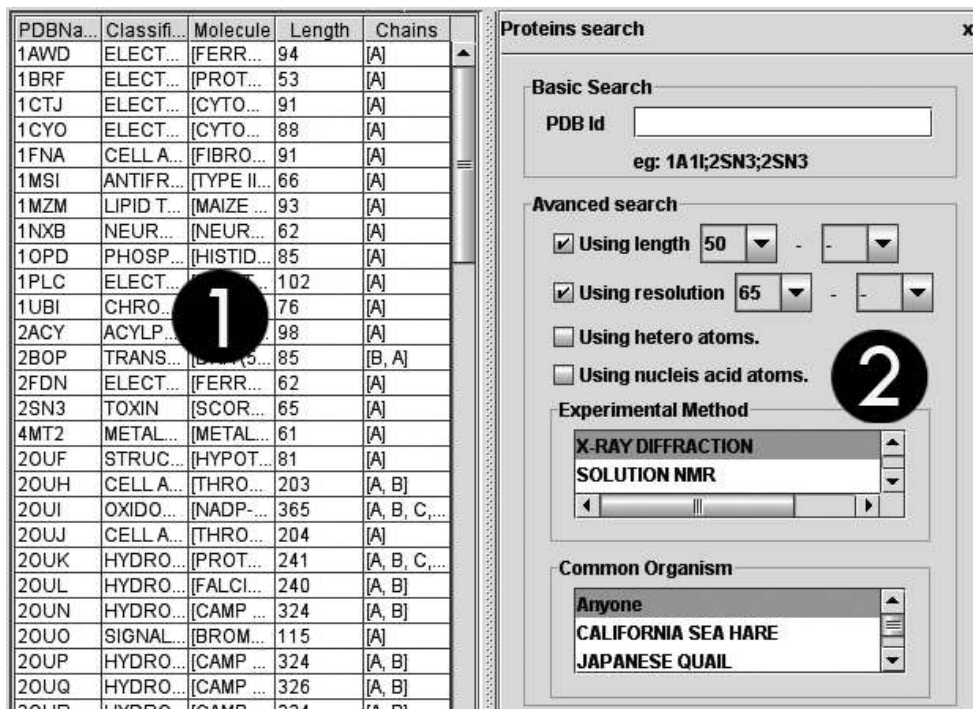 PDBNa... Classifi... Molecule Length Chains
1AWD ELECT... [FERR... 94 [A]
1BRF ELECT... [PROT... 53 [A]
1CTJ ELECT... [CYTO... 91 [A]
1CYO ELECT... [CYTO... 88 [A]
1FNA CELL A... [FIBRO... 91 [A]
1MSI ANTIFR... [TYPE II... 66 [A]
1MZM LIPID T... [MAIZE ... 93 [A]
1NXB NEUR... [NEUR... 62 [A]
1OPD PHOSP... [HISTID... 85 [A]
1PLC ELECT... 102 [A]
1UBI CHRO... 76 [A]
2ACY ACYLP... 98 [A]
2BOP TRANS... 85 [B, A]
2FDN ELECT... [FERR... 62 [A]
2SN3 TOXIN [SCOR... 65 [A]
4MT2 METAL... [METAL... 61 [A]
2OUF STRUC... [HYPOT... 81 [A]
2OUH CELL A... [THRO... 203 [A, B]
2OUI OXIDO... [NADP-... 365 [A, B, C,...
2OUJ CELL A... [THRO... 204 [A]
2OUK HYDRO... [PROT... 241 [A, B, C,...
2OUL HYDRO... [FALCI... 240 [A, B]
2OUN HYDRO... [CAMP ... 324 [A, B]
2OUO SIGNAL... [BROM... 115 [A]
2OUP HYDRO... [CAMP ... 324 [A, B]
2OUQ HYDRO... [CAMP ... 326 [A, B]
1
Proteins search x
Basic Search
PDB Id
eg: 1A1I;2SN3;2SN3
Avanced search
Using length 50 - -
Using resolution 65 - -
Using hetero atoms.
Using nucleis acid atoms.
2
Experimental Method
X-RAY DIFFRACTION
SOLUTION NMR
Common Organism
Anyone
CALIFORNIA SEA HARE
JAPANESE QUAIL